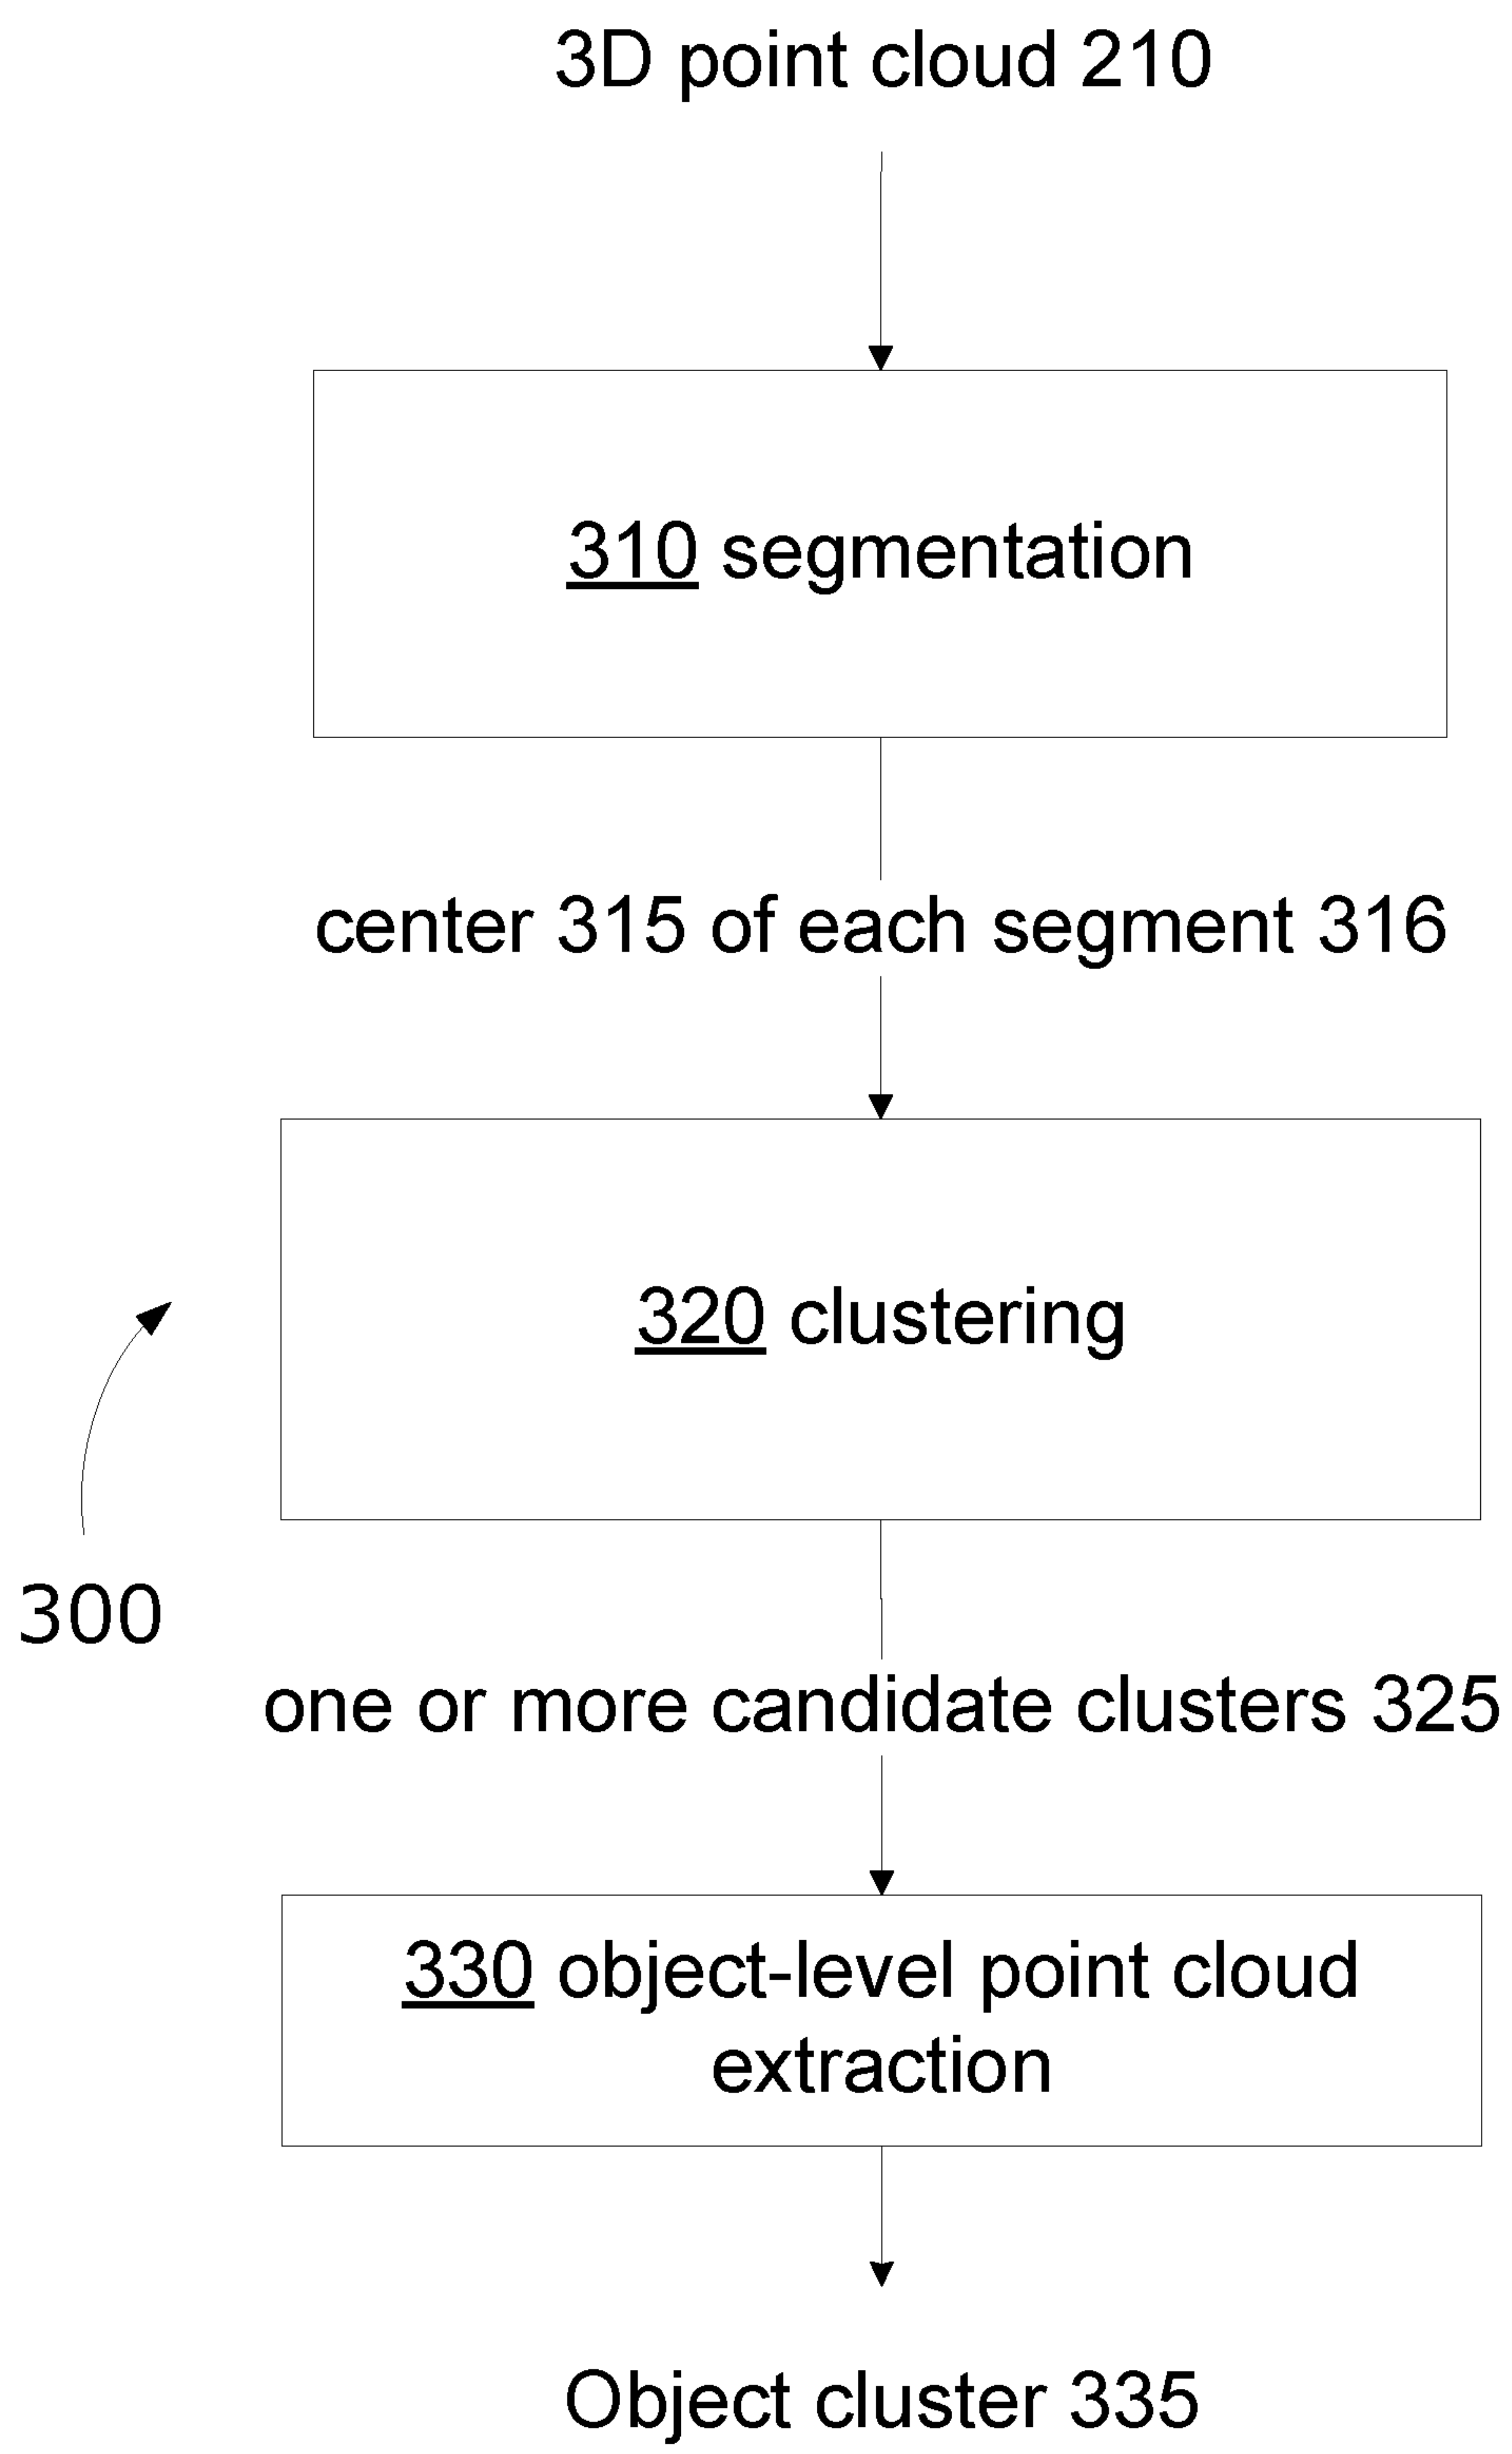 3D point cloud 210
310 segmentation
center 315 of each segment 316
320 clustering
300
one or more candidate clusters 325
330 object-level point cloud
extraction
Object cluster 335